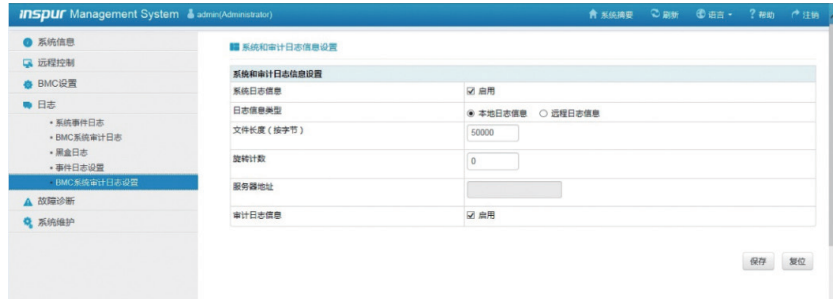 inspur Management System admin(Administrator) 系统摘要 刷新 语言 帮助 注销
系统信息
远程控制
BMC设置
日志
• 系统事件日志
• BMC系统审计日志
• 黑盒日志
• 事件日志设置
• BMC系统审计日志设置
故障诊断
系统维护
系统和审计日志信息设置
系统和审计日志信息设置
系统日志信息 启用
日志信息类型 本地日志信息 远程日志信息
文件长度（按字节） 50000
旋转计数 0
服务器地址
审计日志信息 启用
保存 复位